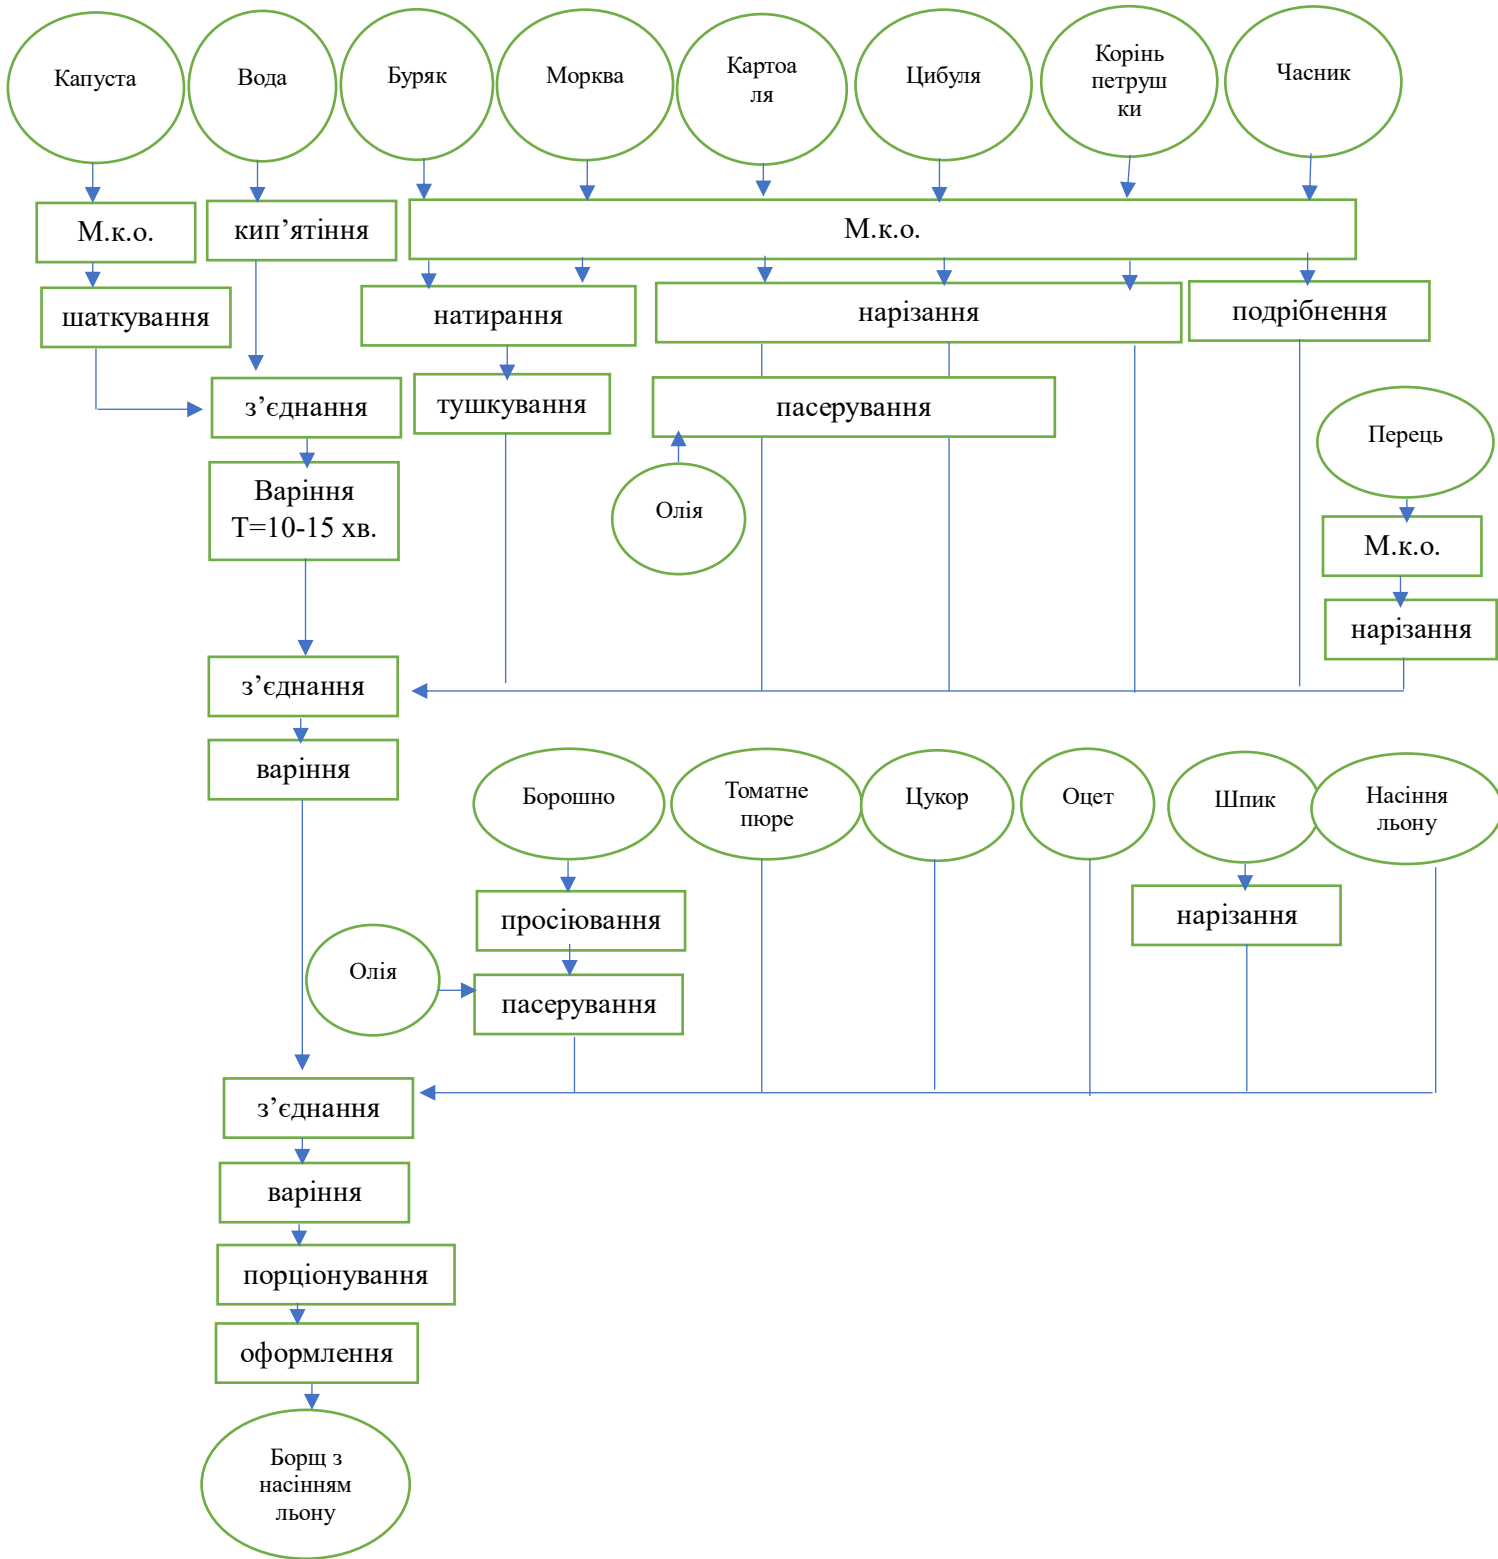 Капуста
Вода
Буряк
Морква
Картоа
ля
Цибуля
Корінь
петруш
ки
Часник
М.к.о.
кип’ятіння
М.к.о.
шаткування
натирання
нарізання
подрібнення
з’єднання
тушкування
пасерування
Перець
Варіння
Т=10-15 хв.
Олія
М.к.о.
нарізання
з’єднання
варіння
Борошно
Томатне
пюре
Цукор
Оцет
Шпик
Насіння
льону
просіювання
нарізання
Олія
пасерування
з’єднання
варіння
порціонування
оформлення
Борщ з
насінням
льону